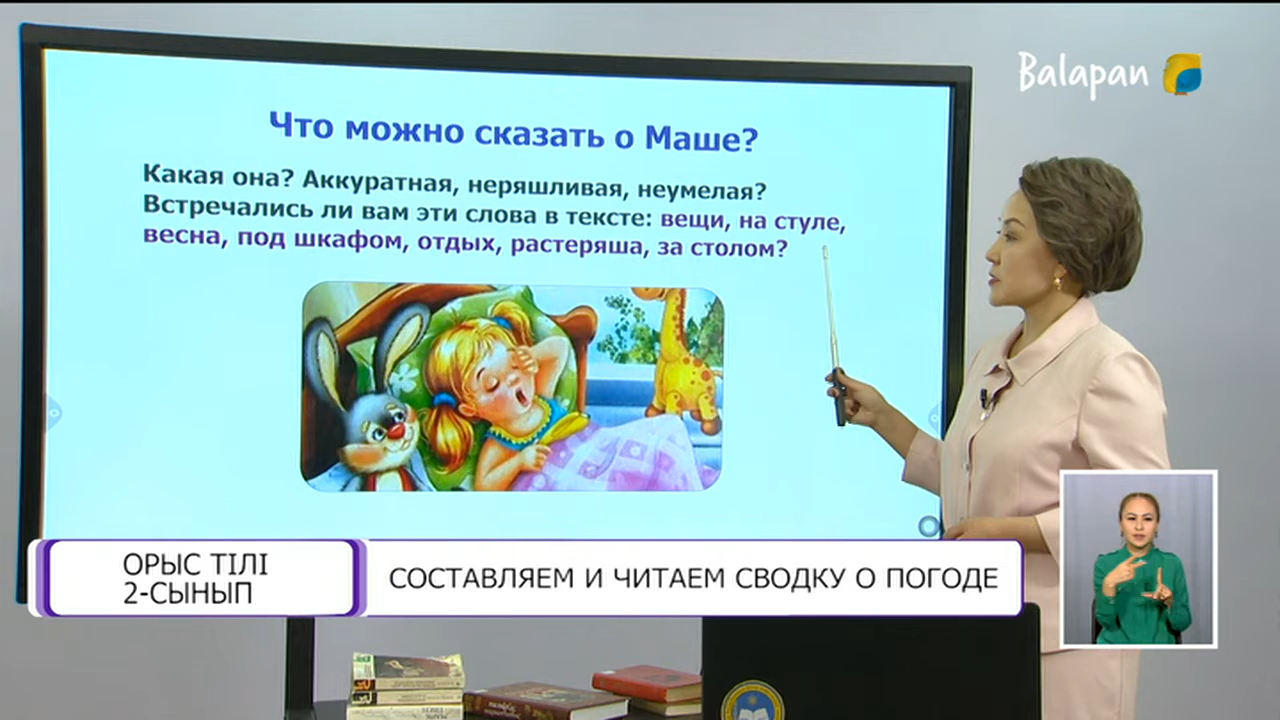 Balapan
Что можно сказать о Маше?
Какая она? Аккуратная, неряшливая, неумелая?
Встречались ли вам эти слова в тексте: вещи, на стуле,
весна, под шкафом, отдых, растеряша, за столом?
ОРЫС ТІЛІ
2-СЫНЫП
СОСТАВЛЯЕМ И ЧИТАЕМ СВОДКУ О ПОГОДЕ